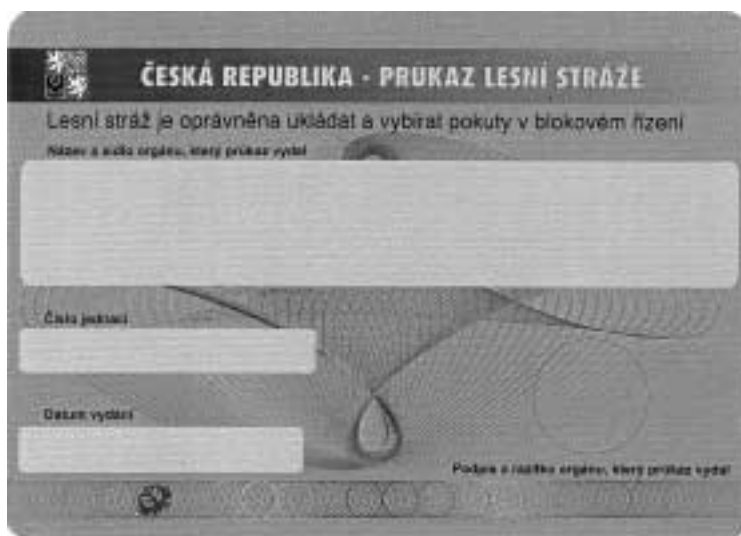 ČESKÁ REPUBLIKA - PRŮKAZ LESNÍ STRÁŽE
Lesní stráž je oprávněna ukládat a vybírat pokuty v blokovém řízení
Název a sídlo orgánu, který průkaz vydal
Číslo jednací
Datum vydání
Podpis a razítko orgánu, který průkaz vydal